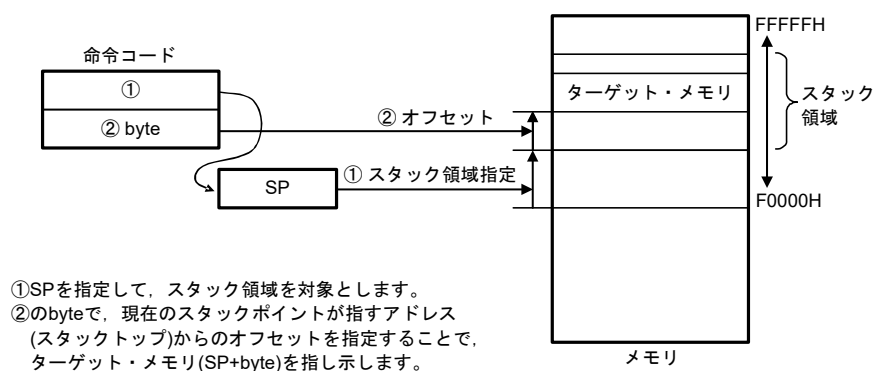 命令コード
①
② byte
SP
② オフセット
① スタック領域指定
ターゲット・メモリ
FFFFFH
スタック
領域
F0000H
メモリ
①SPを指定して，スタック領域を対象とします。
②のbyteで，現在のスタックポイントが指すアドレス
(スタックトップ)からのオフセットを指定することで，
ターゲット・メモリ(SP+byte)を指し示します。